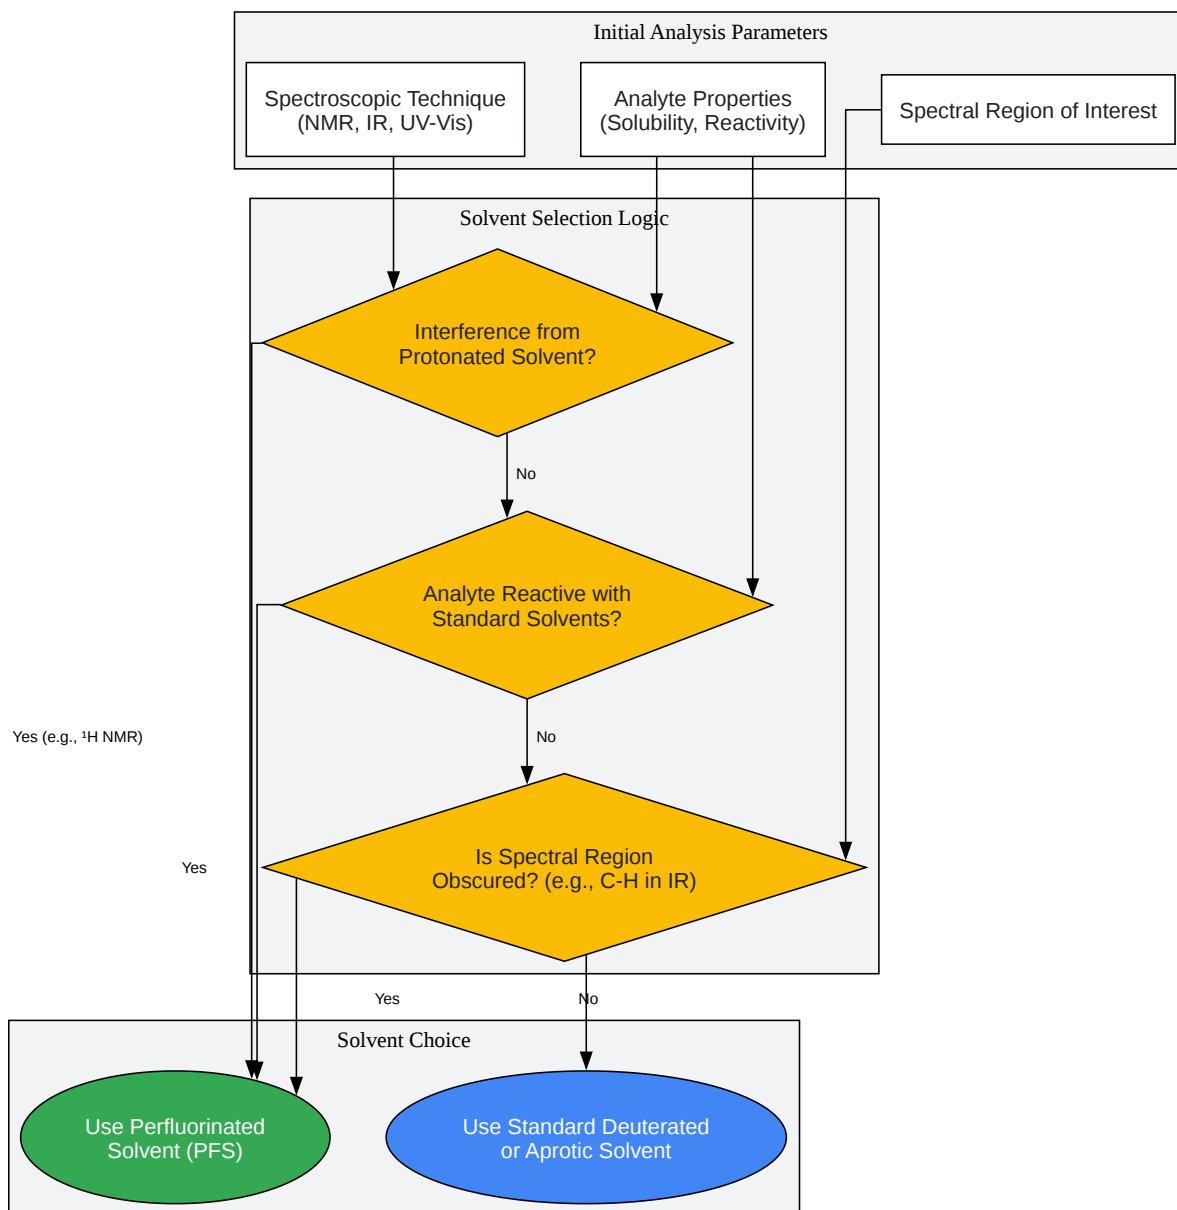 Initial Analysis Parameters
Spectroscopic Technique
(NMR, IR, UV-Vis)
Analyte Properties
(Solubility, Reactivity)
Spectral Region of Interest
Solvent Selection Logic
Interference from
Protonated Solvent?
No
Analyte Reactive with
Standard Solvents?
Yes (e.g., ¹H NMR)
No
Yes
Is Spectral Region
Obscured? (e.g., C-H in IR)
Yes
No
Solvent Choice
Use Perfluorinated
Solvent (PFS)
Use Standard Deuterated
or Aprotic Solvent